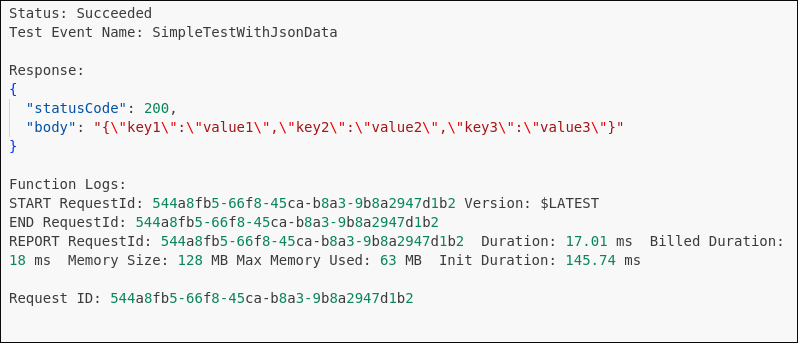 Status: Succeeded
Test Event Name: SimpleTestWithJsonData
Response:
{
"statusCode": 200,
"body": "{\"key1\":\"value1\",\"key2\":\"value2\",\"key3\":\"value3\"}"
}
Function Logs:
START RequestId: 544a8fb5-66f8-45ca-b8a3-9b8a2947d1b2 Version: $LATEST
END RequestId: 544a8fb5-66f8-45ca-b8a3-9b8a2947d1b2
REPORT RequestId: 544a8fb5-66f8-45ca-b8a3-9b8a2947d1b2  Duration: 17.01 ms  Billed Duration:
18 ms  Memory Size: 128 MB Max Memory Used: 63 MB  Init Duration: 145.74 ms
Request ID: 544a8fb5-66f8-45ca-b8a3-9b8a2947d1b2